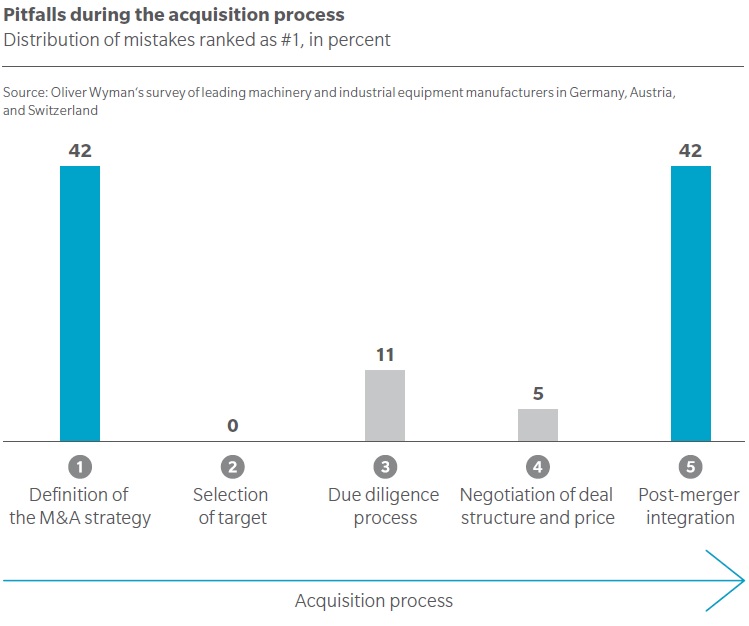 Pitfalls during the acquisition process
Distribution of mistakes ranked as #1, in percent
Source: Oliver Wyman's survey of leading machinery and industrial equipment manufacturers in Germany, Austria,
and Switzerland
42
0
11
5
42
1
Definition of
the M&A strategy
2
Selection
of target
3
Due diligence
process
4
Negotiation of deal
structure and price
5
Post-merger
integration
Acquisition process